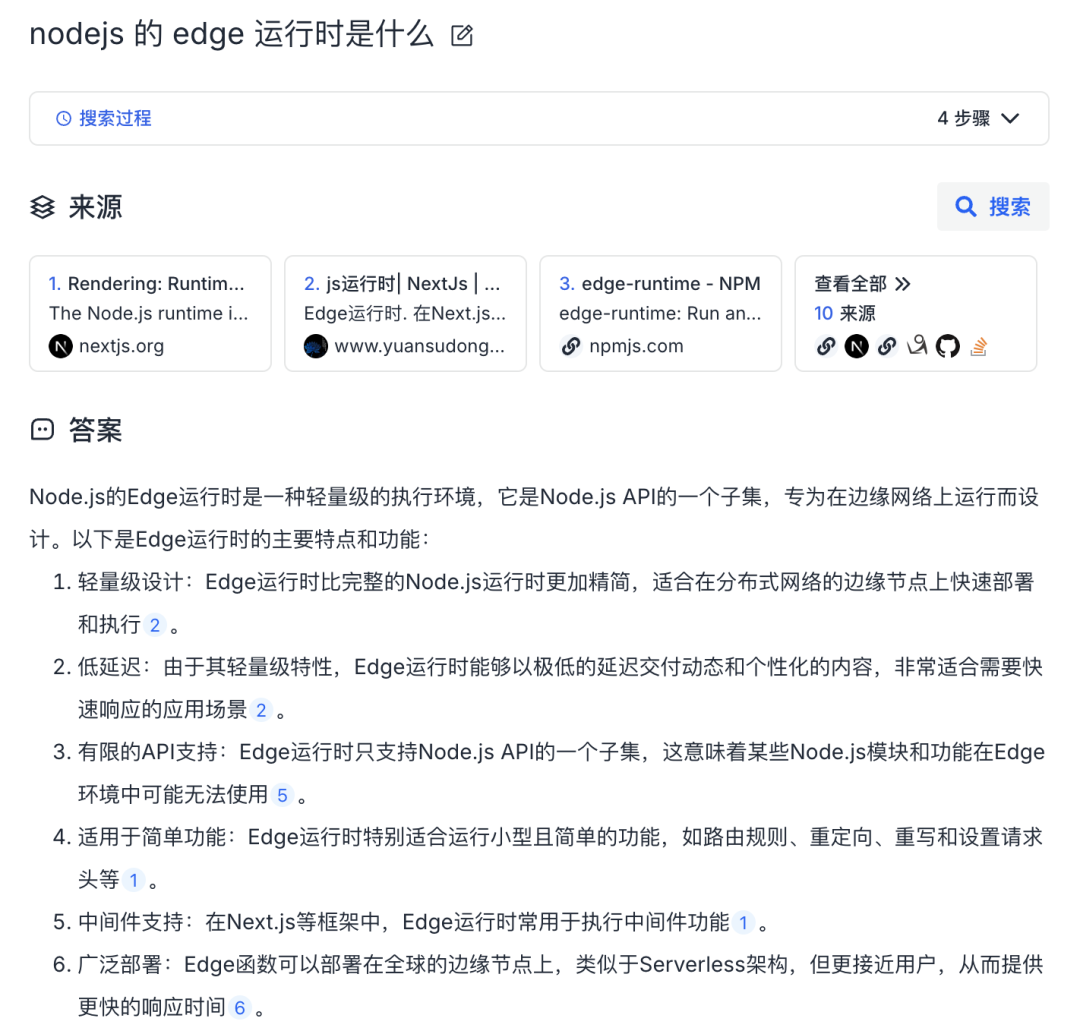 nodejs 的 edge 运行时是什么
搜索过程
4 步骤
来源
搜索
1. Rendering: Runtim...
The Node.js runtime i...
nextjs.org
2. js运行时| NextJs | ...
Edge运行时. 在Next.js...
www.yuansudong...
3. edge-runtime - NPM
edge-runtime: Run an...
npmjs.com
查看全部
10 来源
答案
Node.js的Edge运行时是一种轻量级的执行环境，它是Node.js API的一个子集，专为在边缘网络上运行而设
计。以下是Edge运行时的主要特点和功能：
1. 轻量级设计：Edge运行时比完整的Node.js运行时更加精简，适合在分布式网络的边缘节点上快速部署
和执行 2 。
2. 低延迟：由于其轻量级特性，Edge运行时能够以极低的延迟交付动态和个性化的内容，非常适合需要快
速响应的应用场景 2 。
3. 有限的API支持：Edge运行时只支持Node.js API的一个子集，这意味着某些Node.js模块和功能在Edge
环境中可能无法使用 5 。
4. 适用于简单功能：Edge运行时特别适合运行小型且简单的功能，如路由规则、重定向、重写和设置请求
头等 1 。
5. 中间件支持：在Next.js等框架中，Edge运行时常用于执行中间件功能 1 。
6. 广泛部署：Edge函数可以部署在全球的边缘节点上，类似于Serverless架构，但更接近用户，从而提供
更快的响应时间 6 。